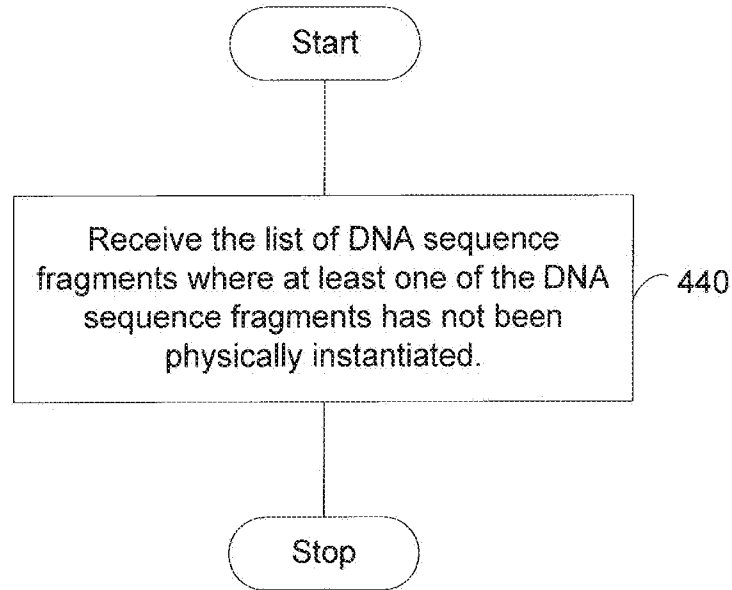 Start
Receive the list of DNA sequence
fragments where at least one of the DNA
sequence fragments has not been
physically instantiated.
440
Stop